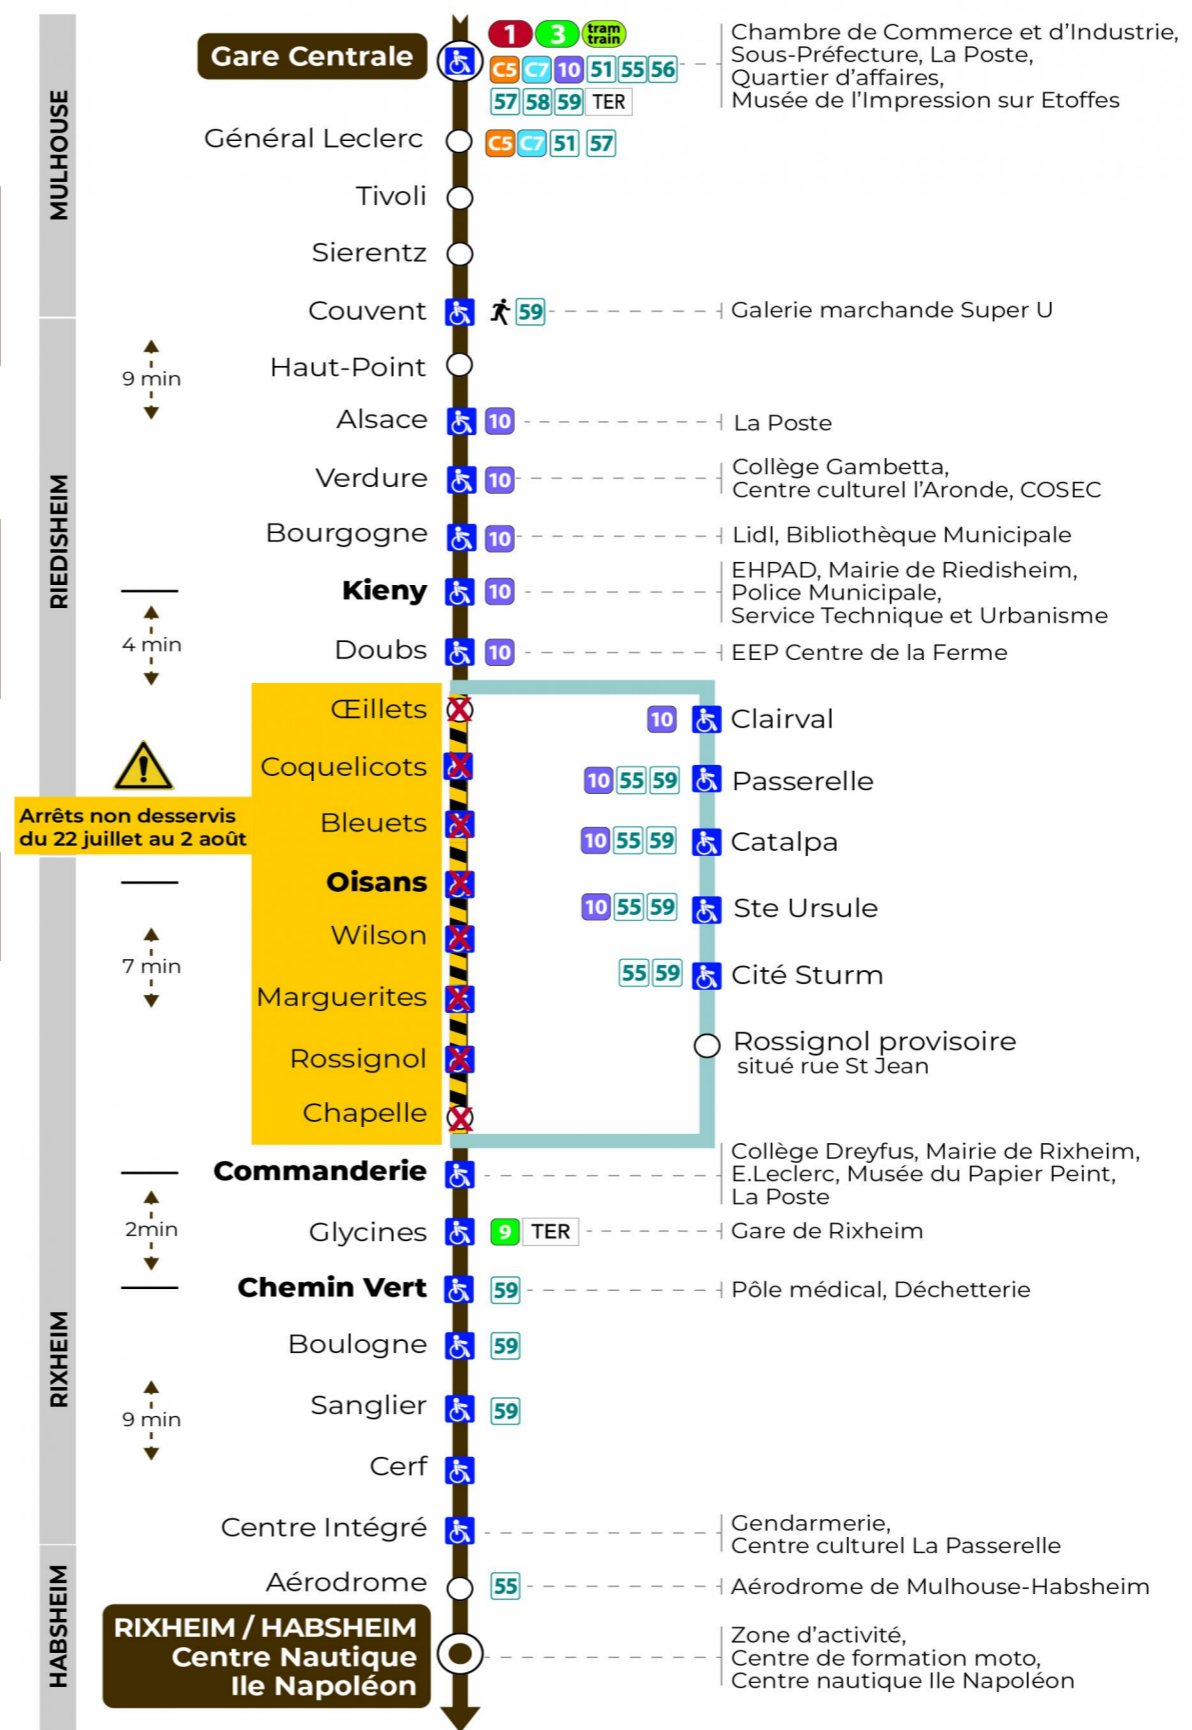 MULHOUSE
Gare Centrale
1 3 tram train
C5 C7 10 51 55 56
57 58 59 TER
Chambre de Commerce et d’Industrie,
Sous-Préfecture, La Poste,
Quartier d’affaires,
Musée de l’Impression sur Etoffes
Général Leclerc
C5 C7 51 57
Tivoli
Sierentz
Couvent
59
Galerie marchande Super U
RIEDISHEIM
9 min
Haut-Point
Alsace
10
La Poste
Verdure
10
Collège Gambetta,
Centre culturel l’Aronde, COSEC
Bourgogne
10
Lidl, Bibliothèque Municipale
Kieny
10
EHPAD, Mairie de Riedisheim,
Police Municipale,
Service Technique et Urbanisme
4 min
Doubs
10
EEP Centre de la Ferme
Œillets
Coquelicots
Bleuets
Arrêts non desservis
du 22 juillet au 2 août
Oisans
7 min
Wilson
Marguerites
Rossignol
Chapelle
10 Clairval
10 55 59 Passerelle
10 55 59 Catalpa
10 55 59 Ste Ursule
55 59 Cité Sturm
Rossignol provisoire
situé rue St Jean
RIXHEIM
Commanderie
Collège Dreyfus, Mairie de Rixheim,
E.Leclerc, Musée du Papier Peint,
La Poste
2min
Glycines
9 TER
Gare de Rixheim
Chemin Vert
59
Pôle médical, Déchetterie
Boulogne
59
9 min
Sanglier
59
Cerf
Centre Intégré
Gendarmerie,
Centre culturel La Passerelle
HABSHEIM
Aérodrome
55
Aérodrome de Mulhouse-Habsheim
RIXHEIM / HABSHEIM
Centre Nautique
Ile Napoléon
Zone d’activité,
Centre de formation moto,
Centre nautique Ile Napoléon